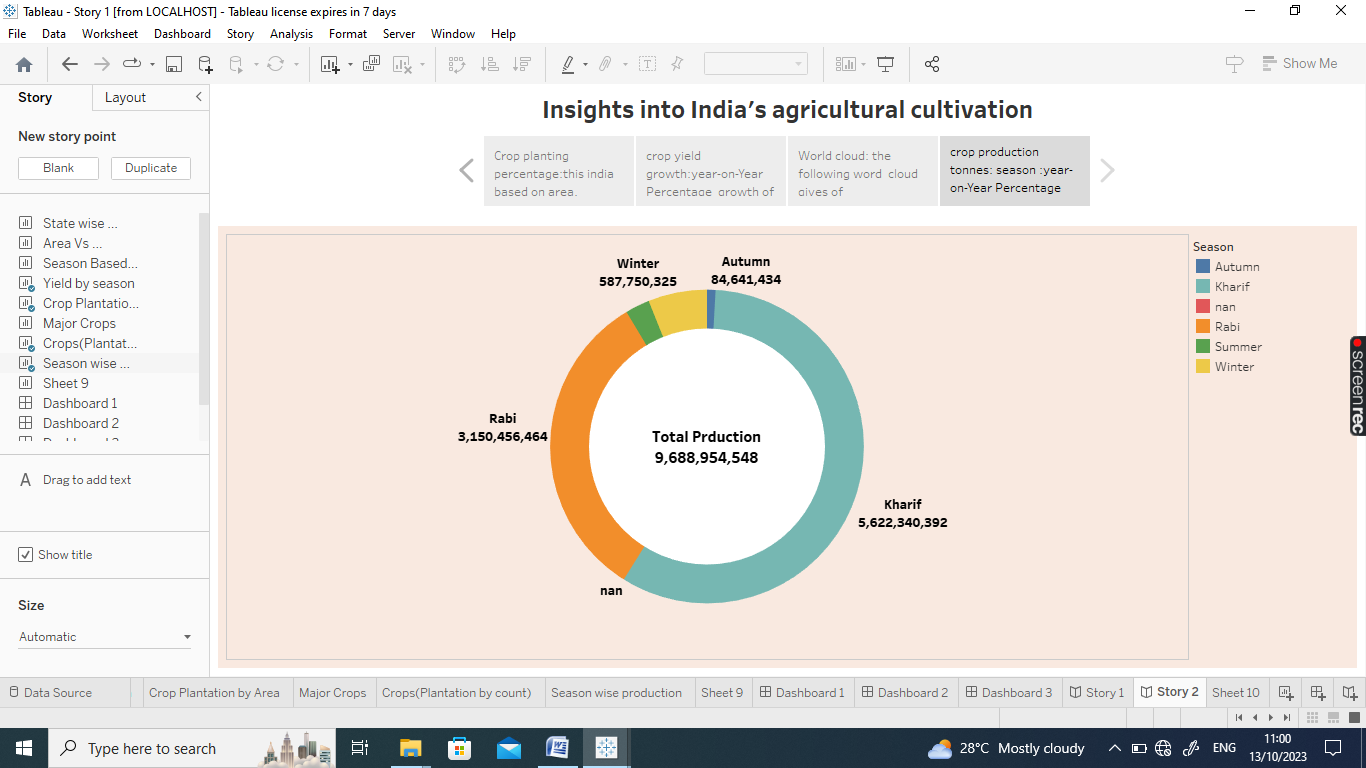 Tableau - Story 1 [from LOCALHOST] - Tableau license expires in 7 days
File Data Worksheet Dashboard Story Analysis Format Server Window Help
Show Me
Story Layout
New story point
Blank Duplicate
State wise ...
Area Vs ...
Season Based...
Yield by season
Crop Plantatio...
Major Crops
Crops(Plantat...
Season wise ...
Sheet 9
Dashboard 1
Dashboard 2
A Drag to add text
Show title
Size
Automatic
Insights into India's agricultural cultivation
Crop planting
percentage:this india
based on area.
crop yield
growth:year-on-Year
Percentage growth of
World cloud: the
following word cloud
gives of
crop production
tonnes: season :year-
on-Year Percentage
Winter
587,750,325
Autumn
84,641,434
Rabi
3,150,456,464
Total Prduction
9,688,954,548
Kharif
5,622,340,392
nan
Season
Autumn
Kharif
nan
Rabi
Summer
Winter
screenrec
Data Source Crop Plantation by Area Major Crops Crops(Plantation by count) Season wise production Sheet 9 Dashboard 1 Dashboard 2 Dashboard 3 Story 1 Story 2 Sheet 10
Type here to search
28°C Mostly cloudy
ENG
11:00
13/10/2023